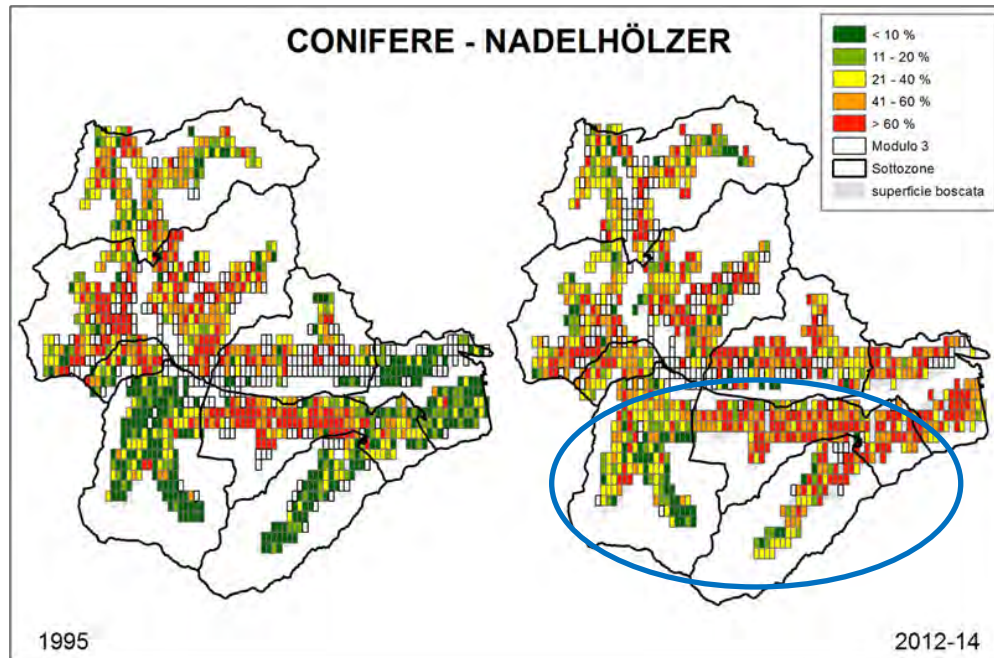 CONIFERE - NADELHÖLZER
< 10 %
11 - 20 %
21 - 40 %
41 - 60 %
> 60 %
Modulo 3
Sottozone
superficie boscata
1995
2012-14